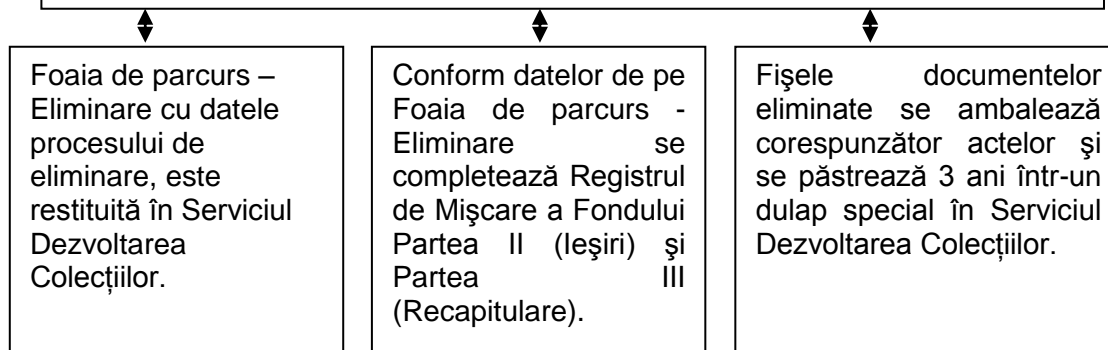 Foaia de parcurs –
Eliminare cu datele
procesului de
eliminare, este
restituită în Serviciul
Dezvoltarea
Colecţiilor.
Conform datelor de pe
Foaia de parcurs -
Eliminare se
completează Registrul
de Mişcare a Fondului
Partea II (Ieşiri) şi
Partea III
(Recapitulare).
Fişele documentelor
eliminate se ambalează
corespunzător actelor şi
se păstrează 3 ani într-un
dulap special în Serviciul
Dezvoltarea Colecţiilor.